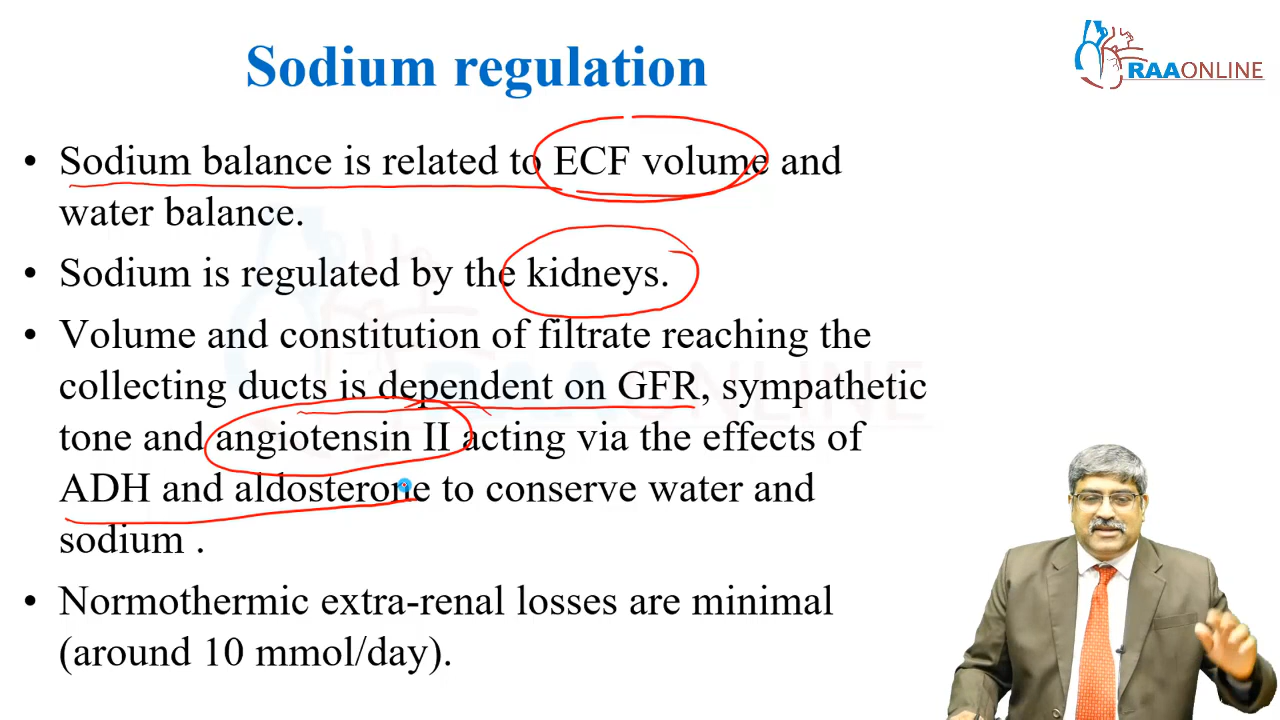 Sodium regulation
RAAONLINE
• Sodium balance is related to ECF volume and
water balance.
• Sodium is regulated by the kidneys.
• Volume and constitution of filtrate reaching the
collecting ducts is dependent on GFR, sympathetic
tone and angiotensin II acting via the effects of
ADH and aldosterone to conserve water and
sodium .
• Normothermic extra-renal losses are minimal
(around 10 mmol/day).
RAAONLINE